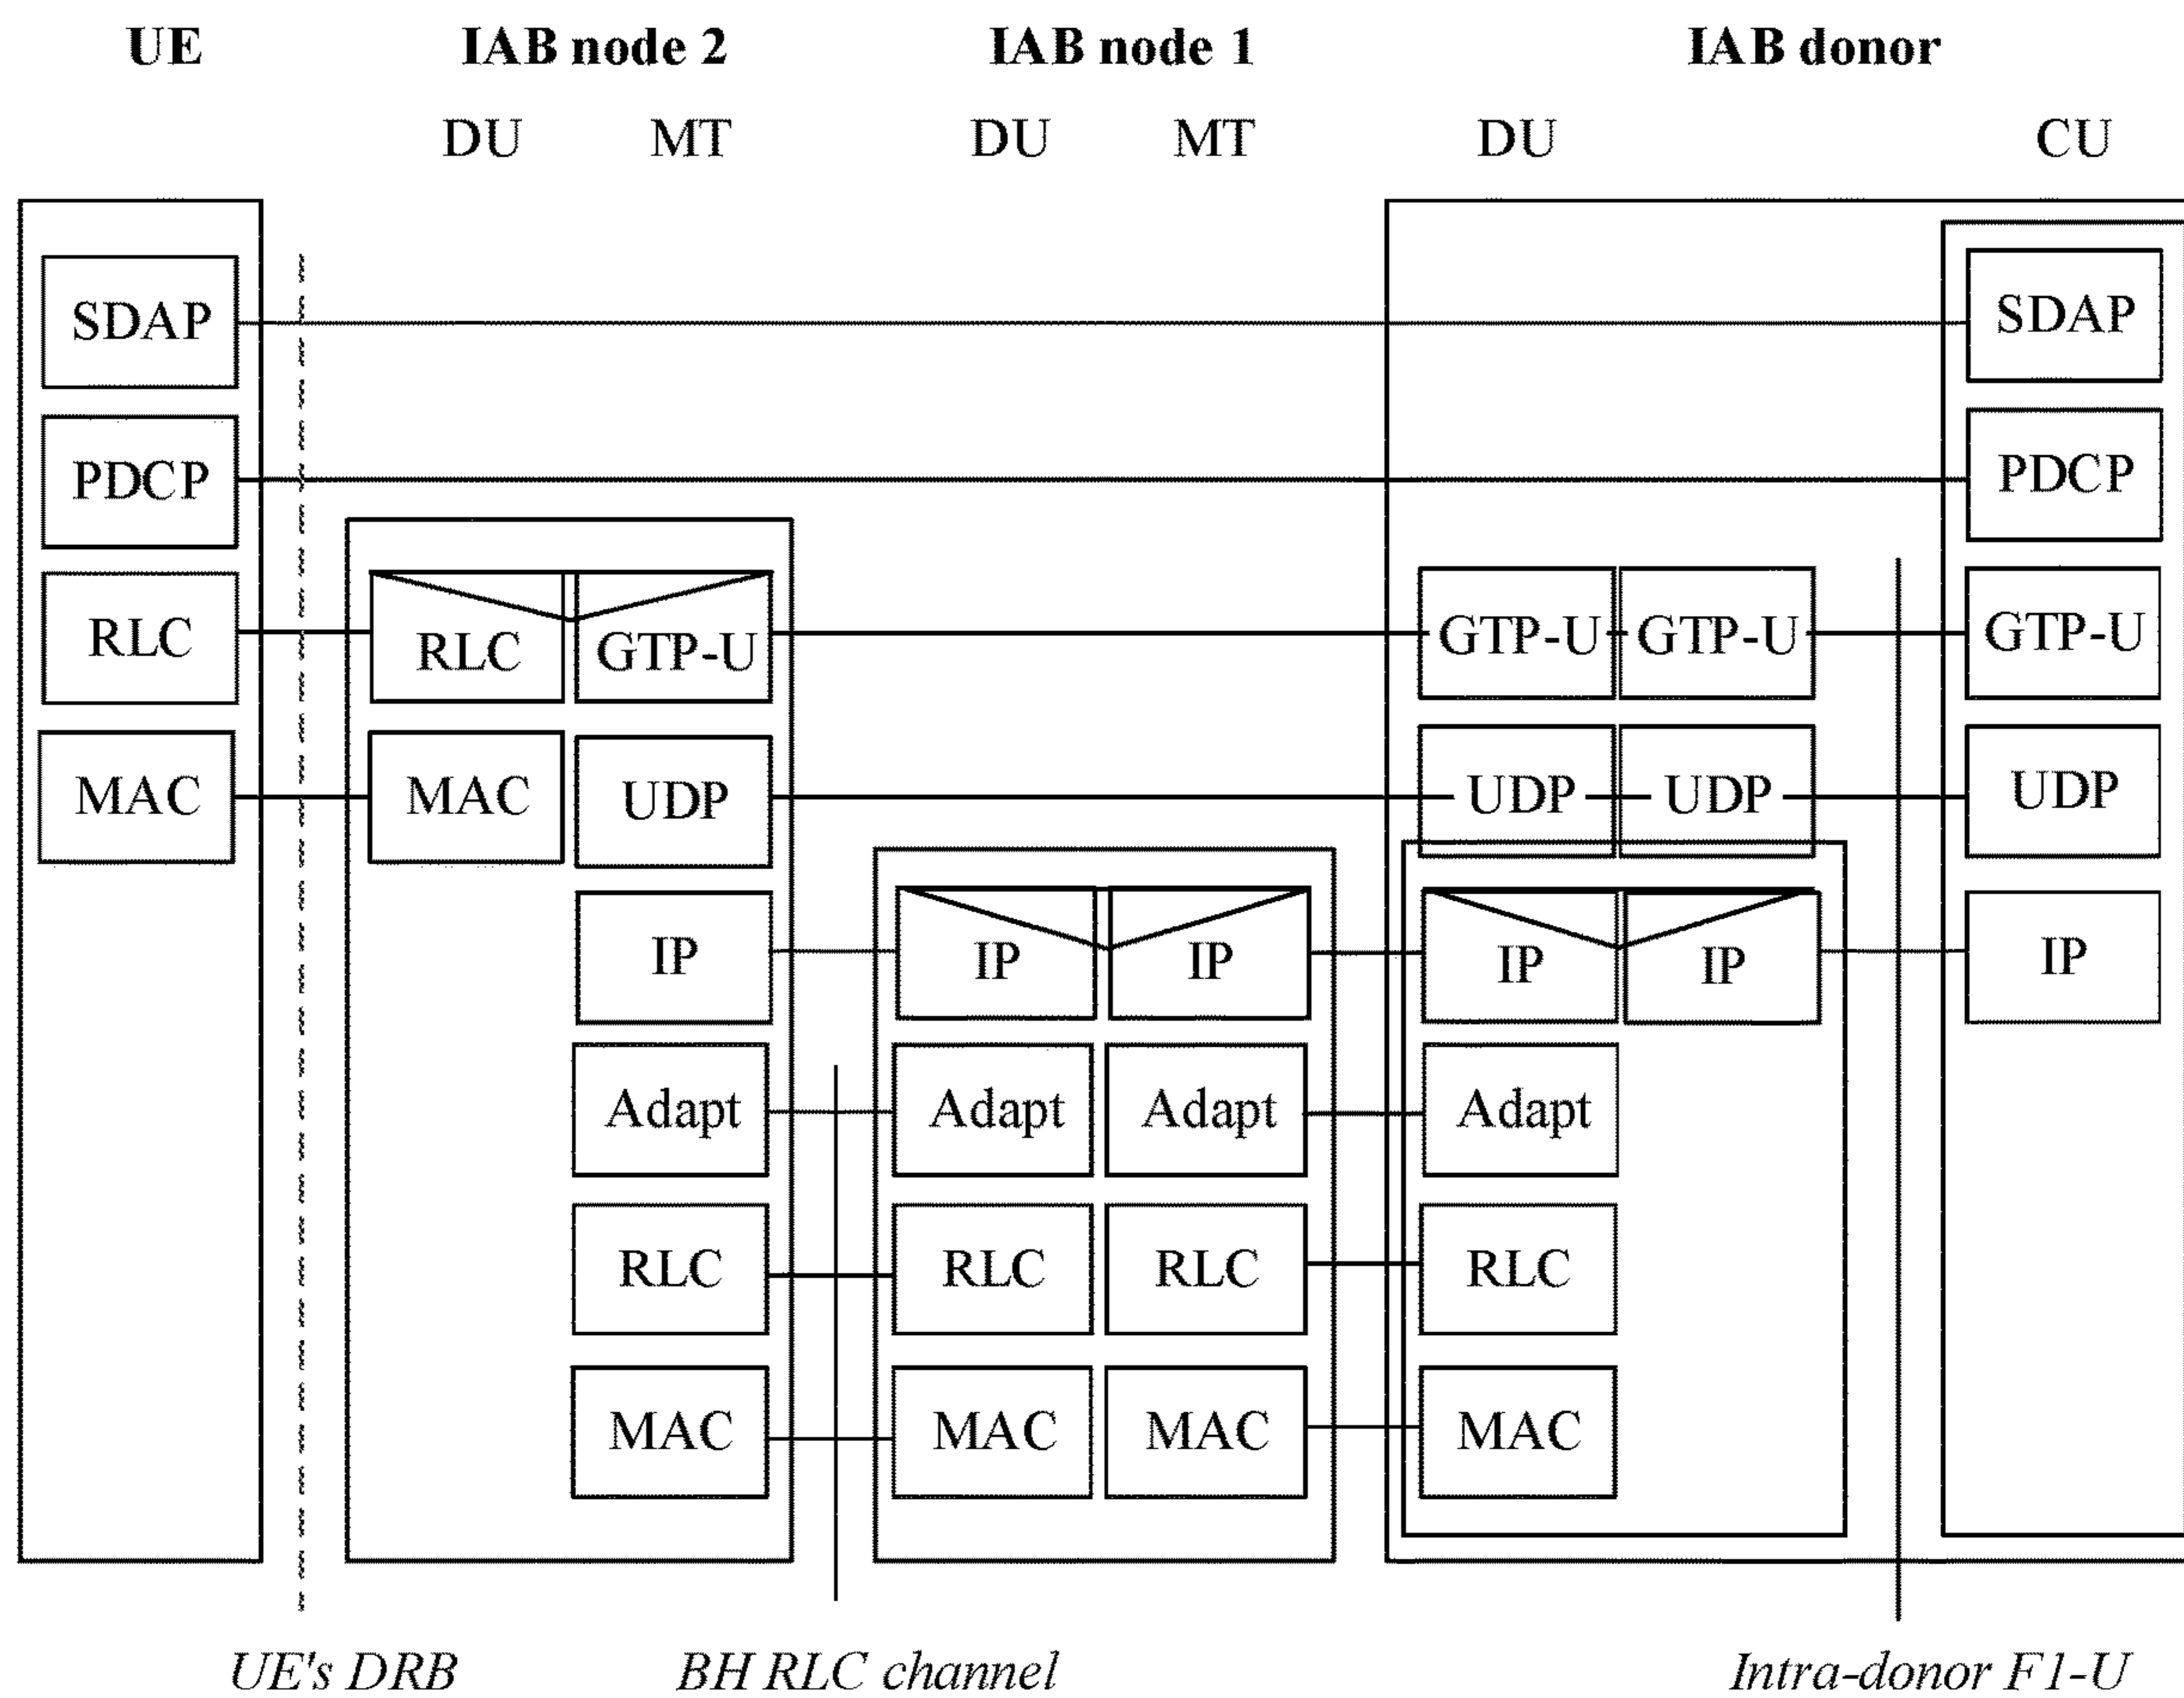 UE IAB node 2 IAB node 1 IAB donor
DU MT DU MT DU CU
SDAP SDAP
PDCP PDCP
RLC RLC GTP-U GTP-U GTP-U GTP-U
MAC MAC UDP UDP UDP UDP
IP IP IP IP IP IP
Adapt Adapt Adapt Adapt
RLC RLC RLC RLC
MAC MAC MAC MAC
UE's DRB BH RLC channel Intra-donor F1-U